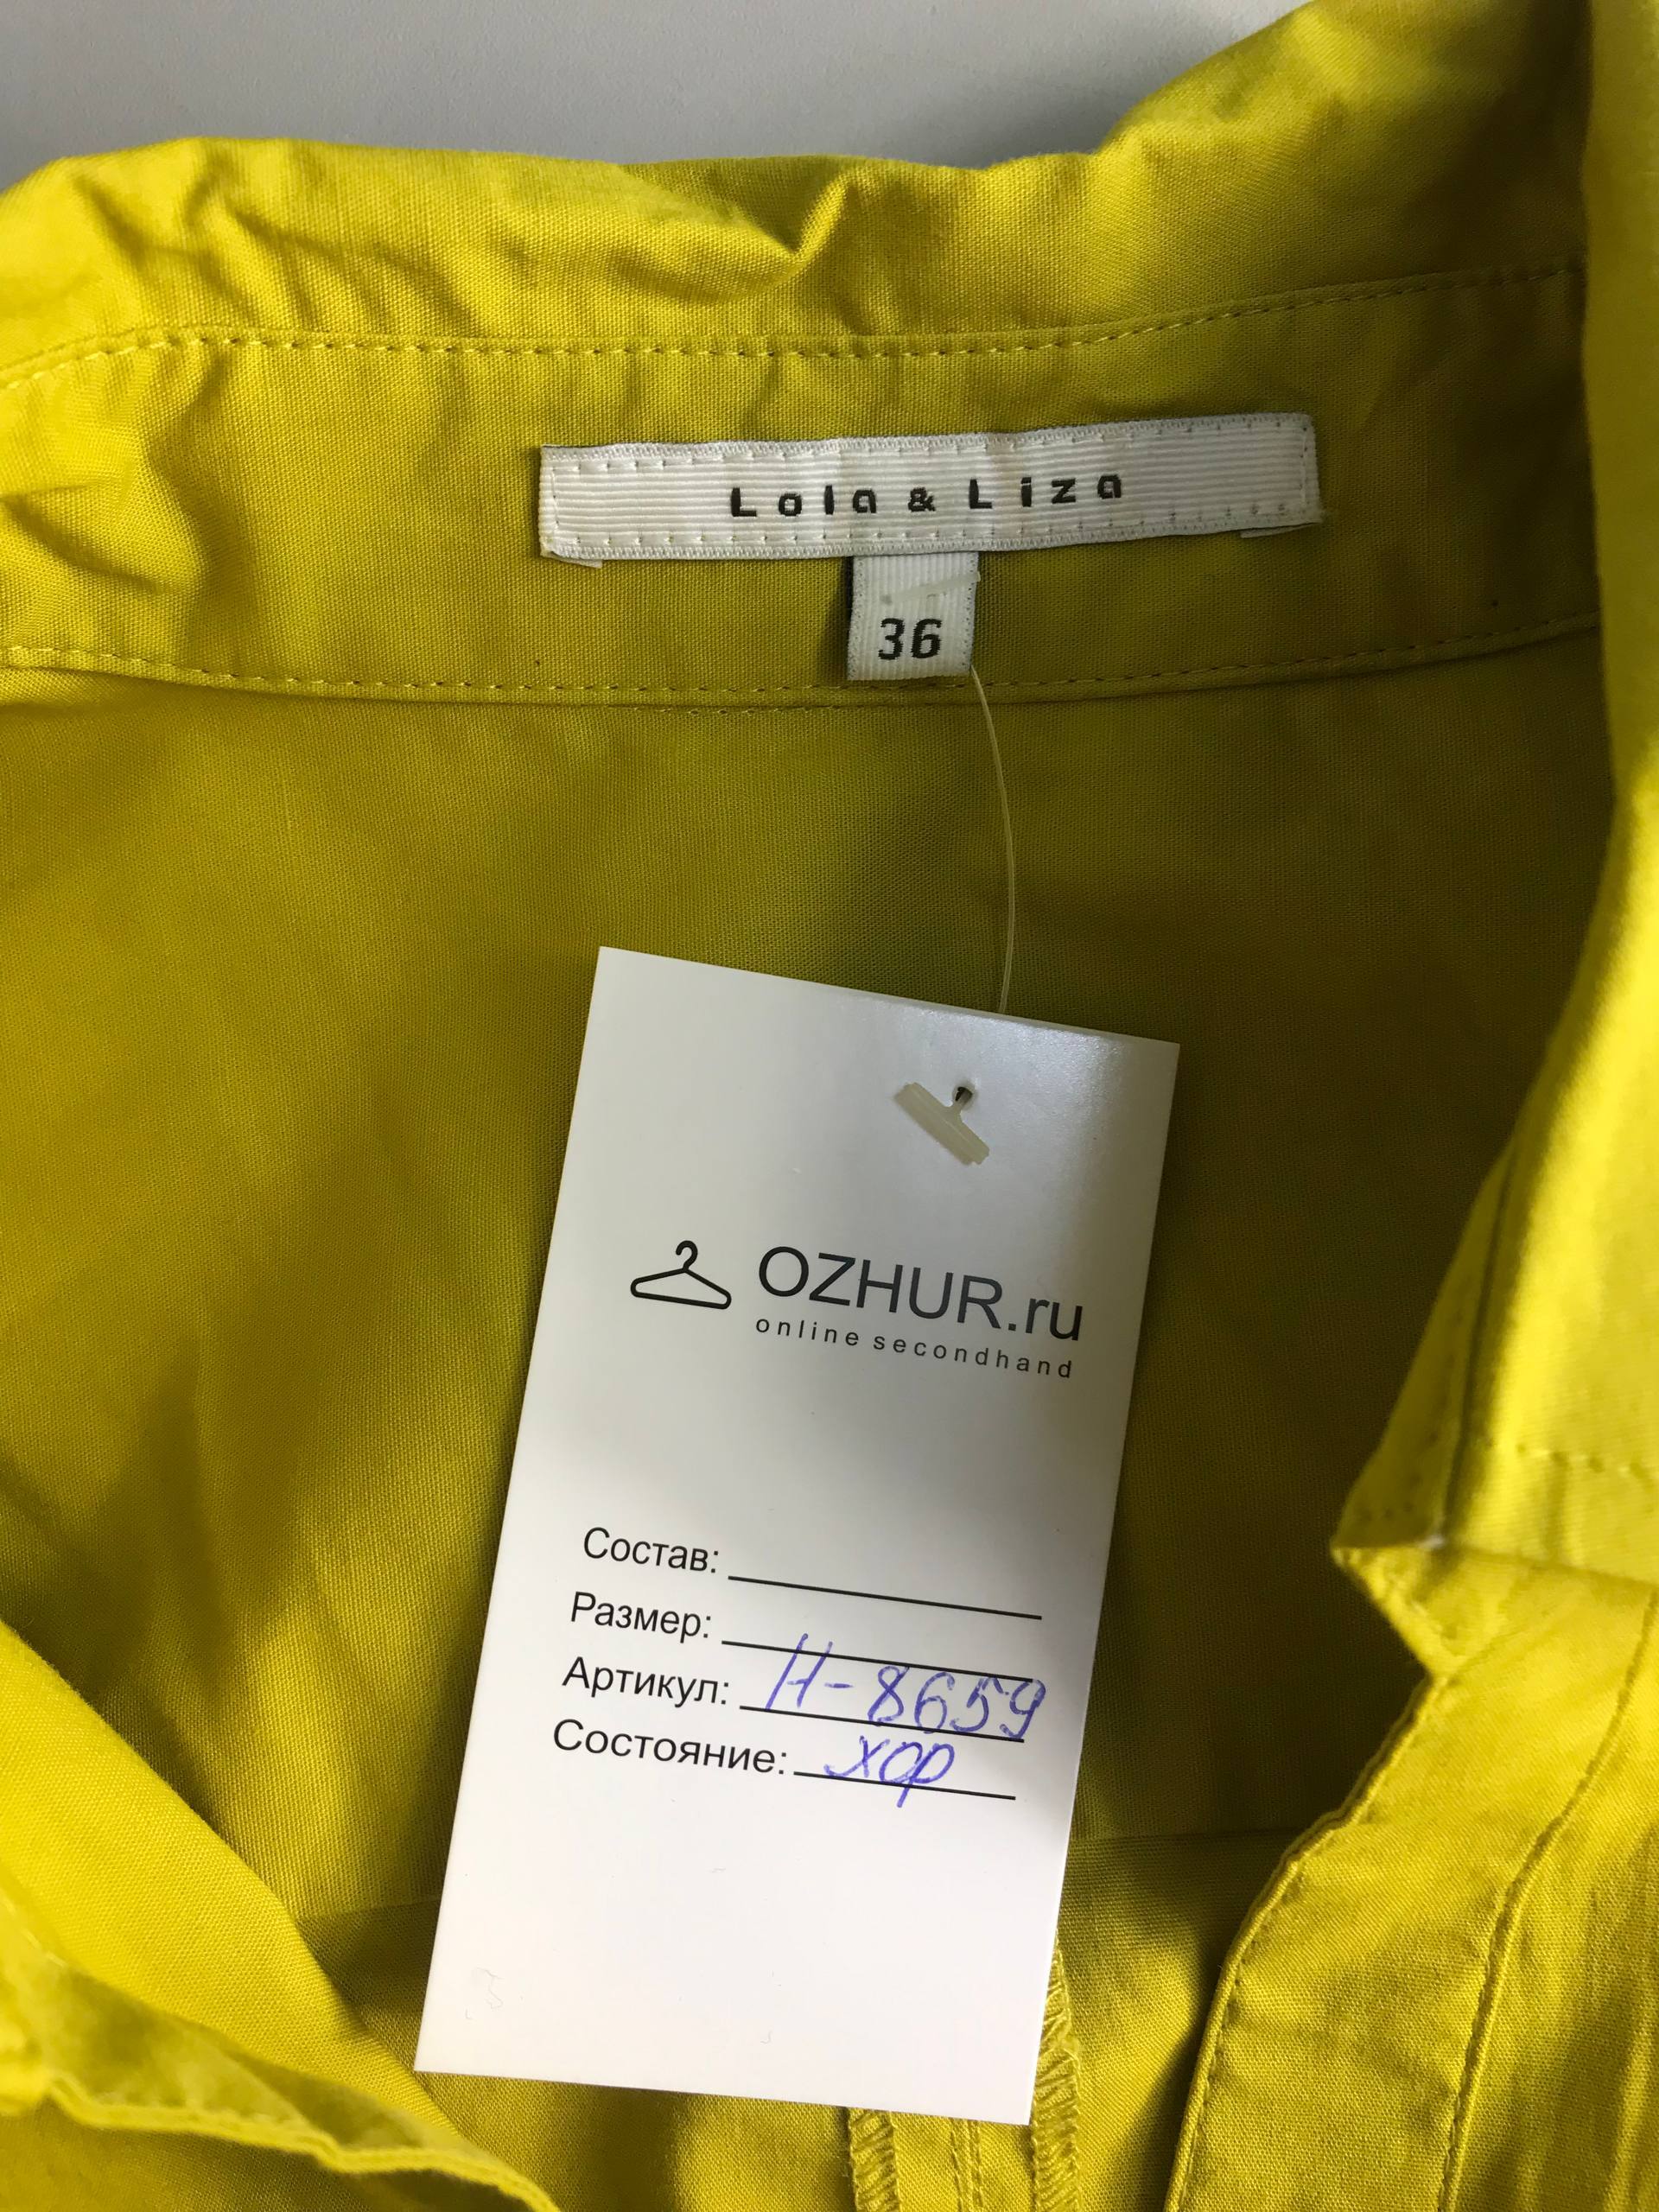 Lola & Liza
36
OZHUR.ru
online secondhand
Состав:
Размер:
Артикул: Н-8659
Состояние: хор